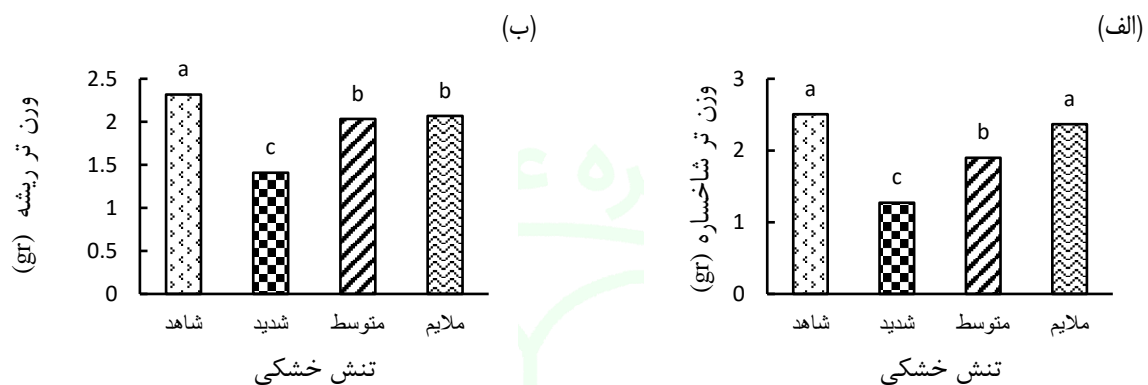 (الف)
وزن تر شاخساره (gr)
3
2
1
0
a
c
b
a
شاهد
شدید
متوسط
ملایم
تنش خشکی
(ب)
ورن تر ریشه (gr)
2.5
2
1.5
1
0.5
0
a
c
b
b
شاهد
شدید
متوسط
ملایم
تنش خشکی